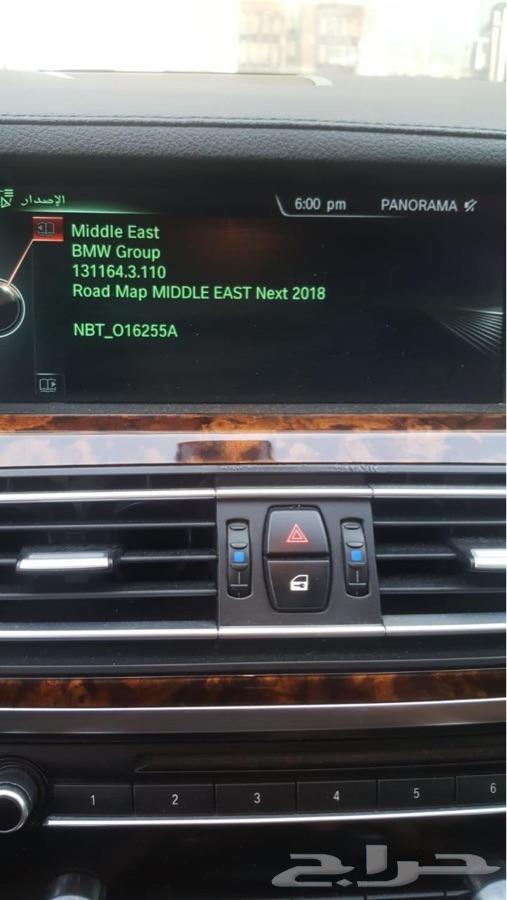 الإصدار
6:00 pm PANORAMA
Middle East
BMW Group
131164.3.110
Road Map MIDDLE EAST Next 2018
NBT_O16255A
1 2 3 4 5 6
حراج